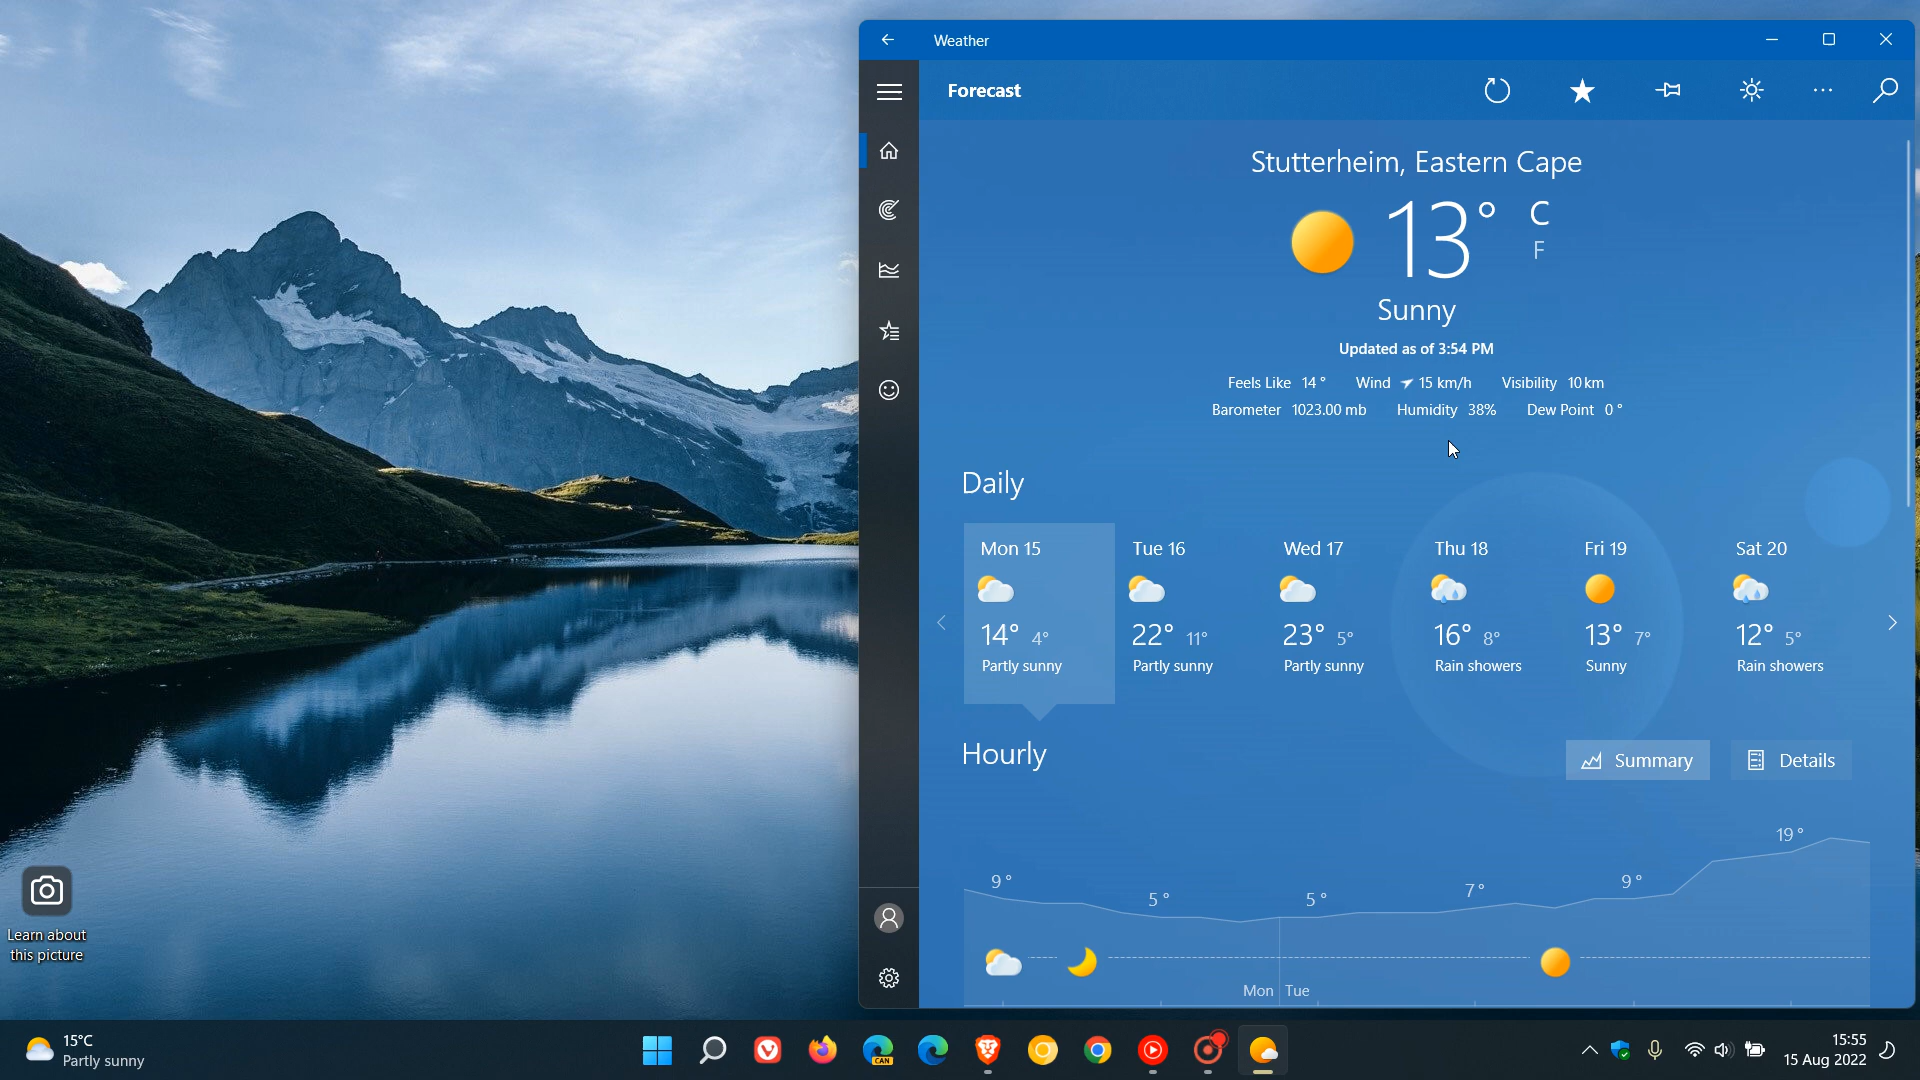 Weather
Forecast
Stutterheim, Eastern Cape
13° C
F
Sunny
Updated as of 3:54 PM
Feels Like 14 ° Wind 15 km/h Visibility 10 km
Barometer 1023.00 mb Humidity 38% Dew Point 0 °
Daily
Mon 15 Tue 16 Wed 17 Thu 18 Fri 19 Sat 20
14° 4° 22° 11° 23° 5° 16° 8° 13° 7° 12° 5°
Partly sunny Partly sunny Partly sunny Rain showers Sunny Rain showers
Hourly
Summary Details
9 ° 5 ° 5 ° 7 ° 9 ° 19 °
Mon Tue
Learn about
this picture
15°C
Partly sunny
CAN
15:55
15 Aug 2022